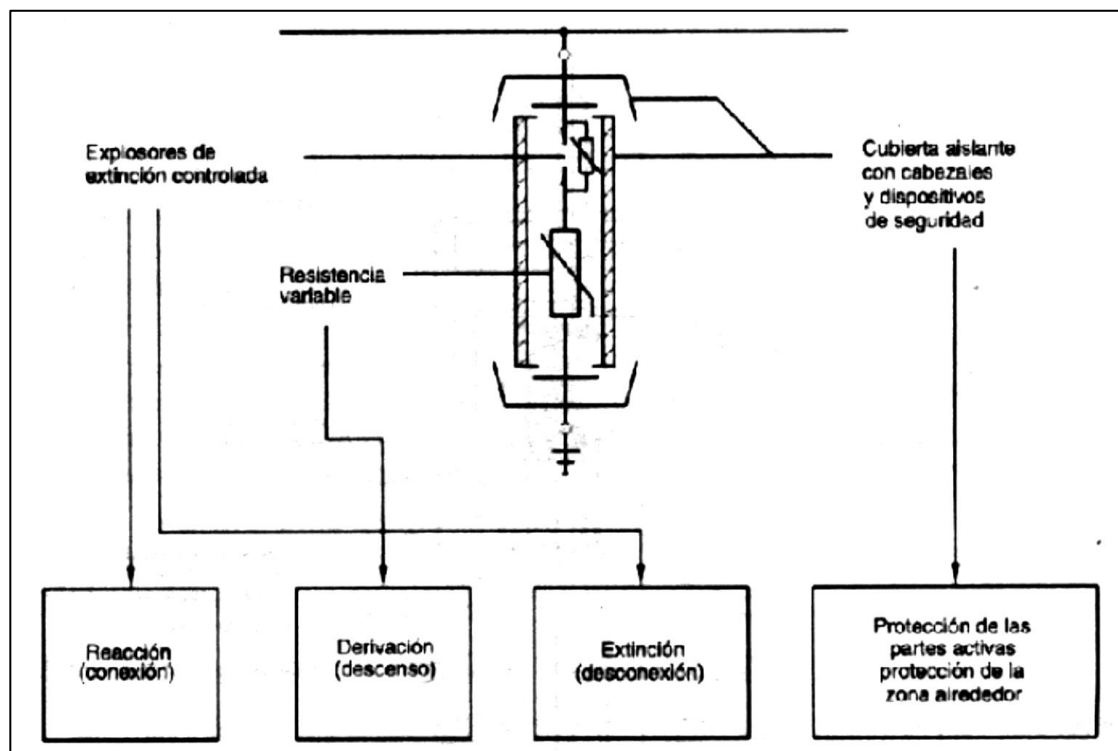 Explosores de
extinción controlada
Cubierta aislante
con cabezales
y dispositivos
de seguridad
Resistencia
variable
Reacción
(conexión)
Derivación
(descenso)
Extinción
(desconexión)
Protección de las
partes activas
protección de la
zona airededor